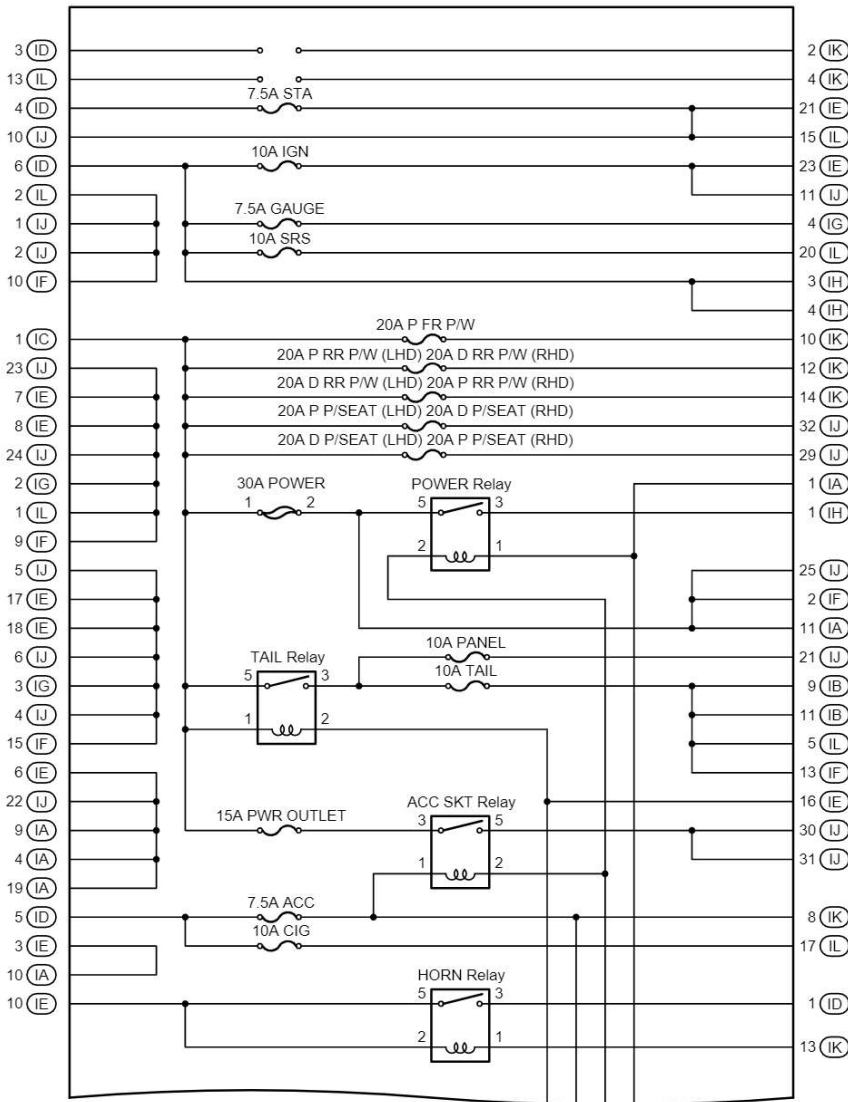 3 ID 2 IK
13 IL 4 IK
7.5A STA
4 ID 21 IE
10 IJ 15 IL
10A IGN
6 ID 23 IE
2 IL 11 IJ
7.5A GAUGE
1 IJ 4 IG
10A SRS
2 IJ 20 IL
10 IF 3 IH
4 IH
20A P FR P/W
1 IC 10 IK
20A P RR P/W (LHD) 20A D RR P/W (RHD)
23 IJ 12 IK
20A D RR P/W (LHD) 20A P RR P/W (RHD)
7 IE 14 IK
20A P P/SEAT (LHD) 20A D P/SEAT (RHD)
8 IE 32 IJ
20A D P/SEAT (LHD) 20A P P/SEAT (RHD)
24 IJ 29 IJ
30A POWER POWER Relay
2 IG 1 IA
1 2 5 3
1 IL 1 IH
9 IF
2 1
5 IJ 25 IJ
17 IE 2 IF
18 IE 11 IA
10A PANEL
TAIL Relay
6 IJ 21 IJ
10A TAIL
5 3
3 IG 9 IB
4 IJ 11 IB
1 2
15 IF 5 IL
6 IE 13 IF
22 IJ ACC SKT Relay 16 IE
15A PWR OUTLET 3 5
9 IA 30 IJ
4 IA 1 2 31 IJ
19 IA
7.5A ACC
5 ID 8 IK
10A CIG
3 IE 17 IL
10 IA HORN Relay
5 3
10 IE 1 ID
2 1
13 IK